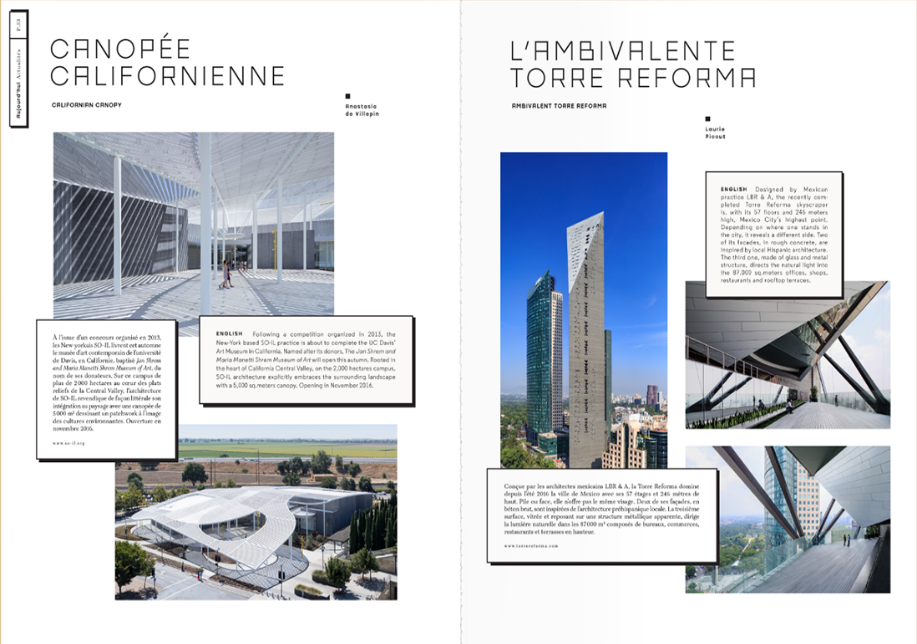 P.20
Aujourd'hui Actualités
CANOPÉE
CALIFORNIENNE
CALIFORNIAN CANOPY
Anastasia
de Villepin
À l'issue d'un concours organisé en 2013,
les New-yorkais SO-IL livrent cet automne
le musée d'art contemporain de l'université
de Davis, en Californie, baptisé Jan Shrem
and Maria Manetti Shrem Museum of Art, du
nom de ses donateurs. Sur ce campus de
plus de 2 000 hectares au cœur des plats
reliefs de la Central Valley, l'architecture
de SO-IL revendique de façon littérale son
intégration au paysage avec une canopée de
5 000 m² dessinant un patchwork à l'image
des cultures environnantes. Ouverture en
novembre 2016.
www.so-il.org
ENGLISH Following a competition organized in 2013, the
New-York based SO-IL practice is about to complete the UC Davis'
Art Museum in California. Named after its donors, The Jan Shrem and
Maria Manetti Shrem Museum of Art will open this autumn. Rooted in
the heart of California Central Valley, on the 2,000 hectares campus,
SO-IL architecture explicitly embraces the surrounding landscape
with a 5,000 sq.meters canopy. Opening in November 2016.
L'AMBIVALENTE
TORRE REFORMA
AMBIVALENT TORRE REFORMA
Laurie
Picout
ENGLISH Designed by Mexican
practice LBR & A, the recently com-
pleted Torre Reforma skyscraper
is, with its 57 floors and 246 meters
high, Mexico City's highest point.
Depending on where one stands in
the city, it reveals a different side. Two
of its facades, in rough concrete, are
inspired by local Hispanic architecture.
The third one, made of glass and metal
structure, directs the natural light into
the 87,000 sq.meters offices, shops,
restaurants and rooftop terraces.
Conçue par les architectes mexicains LBR & A, la Torre Reforma domine
depuis l'été 2016 la ville de Mexico avec ses 57 étages et 246 mètres de
haut. Pile ou face, elle n'offre pas le même visage. Deux de ses façades, en
béton brut, sont inspirées de l'architecture préhispanique locale. La troisième
surface, vitrée et reposant sur une structure métallique apparente, dirige
la lumière naturelle dans les 87 000 m² composés de bureaux, commerces,
restaurants et terrasses en hauteur.
www.torrereforma.com